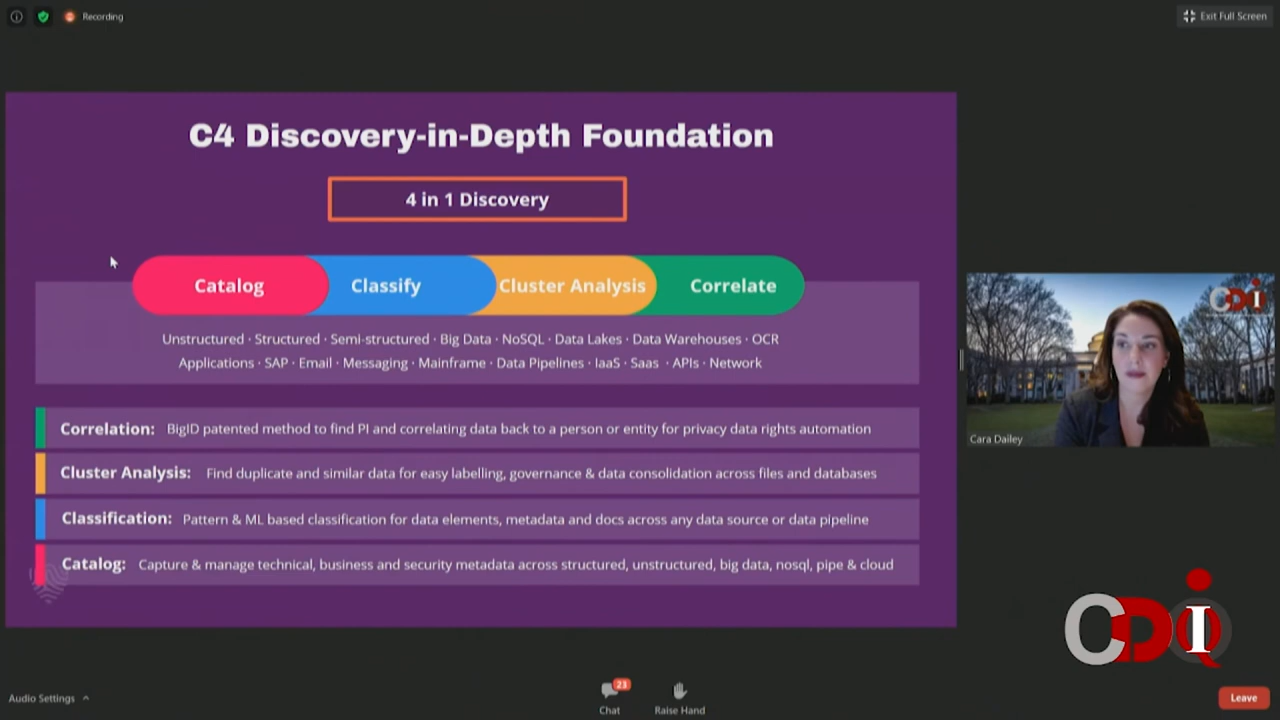 Recording
Exit Full Screen
C4 Discovery-in-Depth Foundation
4 in 1 Discovery
Catalog
Classify
Cluster Analysis
Correlate
Unstructured · Structured · Semi-structured · Big Data · NoSQL · Data Lakes · Data Warehouses · OCR
Applications · SAP · Email · Messaging · Mainframe · Data Pipelines · IaaS · Saas · APIs · Network
Correlation: BigID patented method to find PI and correlating data back to a person or entity for privacy data rights automation
Cluster Analysis: Find duplicate and similar data for easy labelling, governance & data consolidation across files and databases
Classification: Pattern & ML based classification for data elements, metadata and docs across any data source or data pipeline
Catalog: Capture & manage technical, business and security metadata across structured, unstructured, big data, nosql, pipe & cloud
CDiQ
Cara Dailey
CDIQ
Audio Settings
23
Chat
Raise Hand
Leave